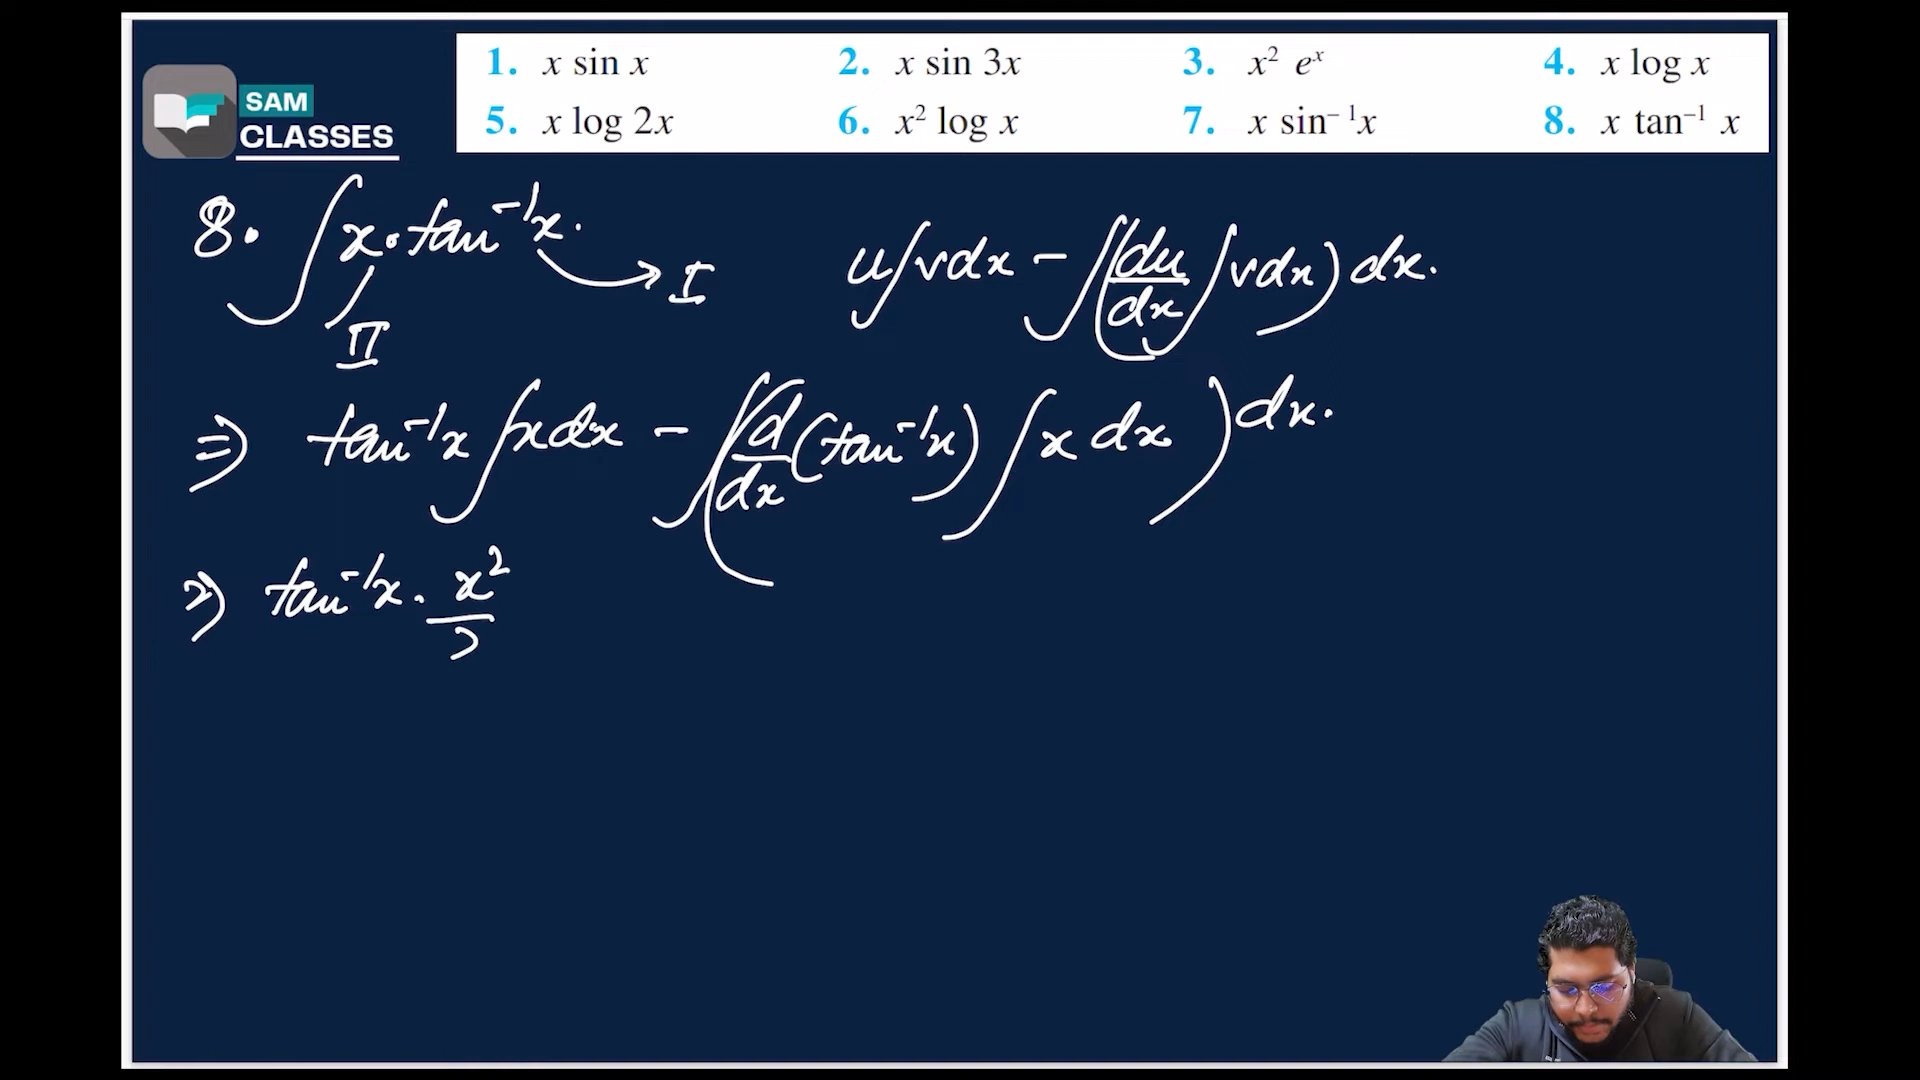 SAM
CLASSES
1. x sin x 2. x sin 3x 3. x² eˣ 4. x log x
5. x log 2x 6. x² log x 7. x sin⁻¹x 8. x tan⁻¹ x
8. ∫x·tan⁻¹x. → I u∫vdx − ∫(du/dx ∫vdx) dx.
II
⇒ tan⁻¹x ∫xdx − ∫(d/dx (tan⁻¹x) ∫x dx) dx.
⇒ tan⁻¹x · x²/2